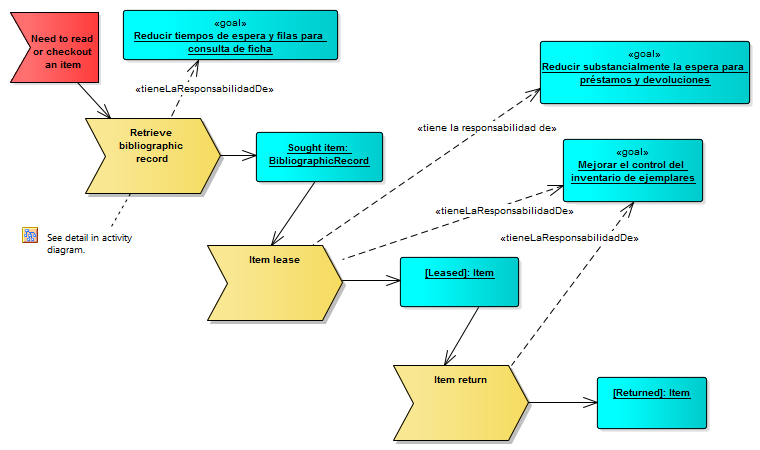 Need to read
or checkout
an item
«goal»
Reducir tiempos de espera y filas para
consulta de ficha
«goal»
Reducir substancialmente la espera para
préstamos y devoluciones
«tieneLaResponsabilidadDe»
«tiene la responsabilidad de»
Retrieve
bibliographic
record
Sought item:
BibliographicRecord
«goal»
Mejorar el control del
inventario de ejemplares
«tieneLaResponsabilidadDe»
See detail in activity
diagram.
«tieneLaResponsabilidadDe»
Item lease
[Leased]: Item
Item return
[Returned]: Item